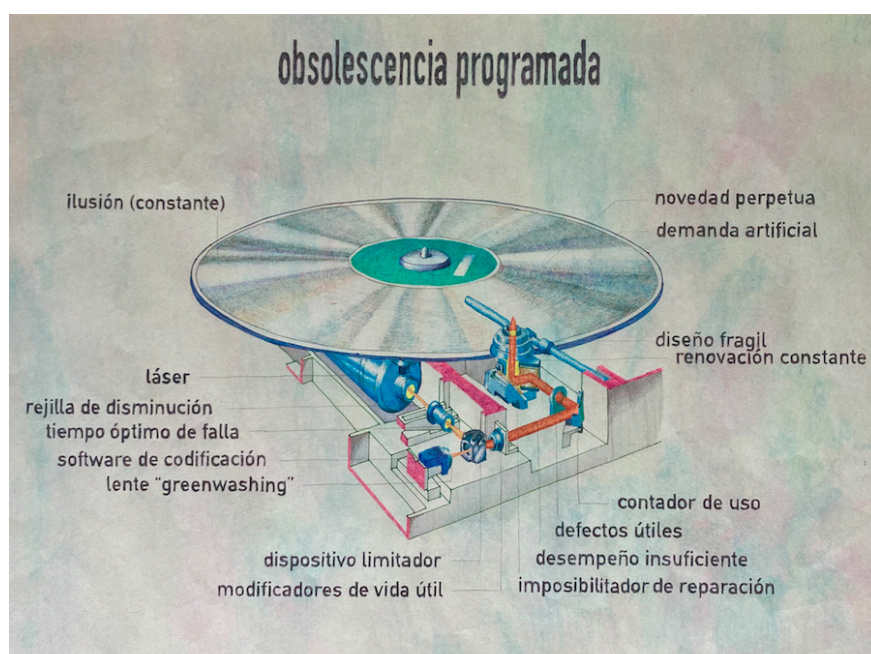 obsolescencia programada
ilusión (constante)
novedad perpetua
demanda artificial
diseño fragil
renovación constante
láser
rejilla de disminución
tiempo óptimo de falla
software de codificación
lente “greenwashing”
contador de uso
defectos útiles
dispositivo limitador
desempeño insuficiente
modificadores de vida útil
imposibilitador de reparación